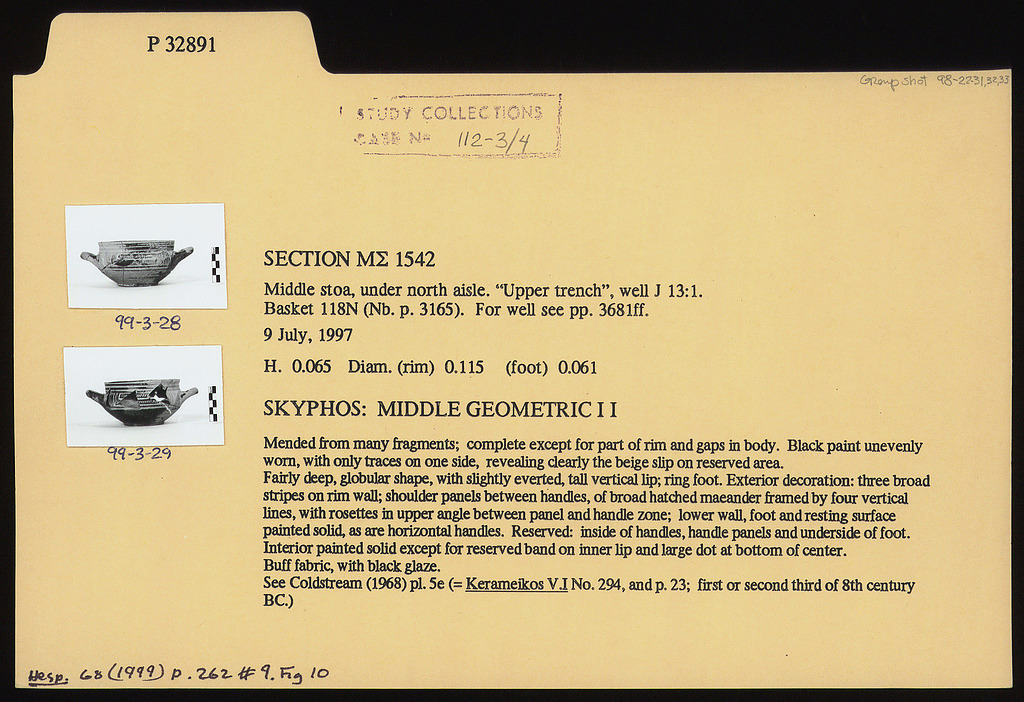 P 32891
Group shot 98-22-31,32,33
STUDY COLLECTIONS
CASE No 112-3/4
99-3-28
99-3-29
SECTION MΣ 1542
Middle stoa, under north aisle. “Upper trench”, well J 13:1.
Basket 118N (Nb. p. 3165). For well see pp. 3681ff.
9 July, 1997
H. 0.065 Diam. (rim) 0.115 (foot) 0.061
SKYPHOS: MIDDLE GEOMETRIC I I
Mended from many fragments; complete except for part of rim and gaps in body. Black paint unevenly
worn, with only traces on one side, revealing clearly the beige slip on reserved area.
Fairly deep, globular shape, with slightly everted, tall vertical lip; ring foot. Exterior decoration: three broad
stripes on rim wall; shoulder panels between handles, of broad hatched maeander framed by four vertical
lines, with rosettes in upper angle between panel and handle zone; lower wall, foot and resting surface
painted solid, as are horizontal handles. Reserved: inside of handles, handle panels and underside of foot.
Interior painted solid except for reserved band on inner lip and large dot at bottom of center.
Buff fabric, with black glaze.
See Coldstream (1968) pl. 5e (= Kerameikos V.I No. 294, and p. 23; first or second third of 8th century
BC.)
Hesp. 68 (1999) p. 262 # 9. Fig 10